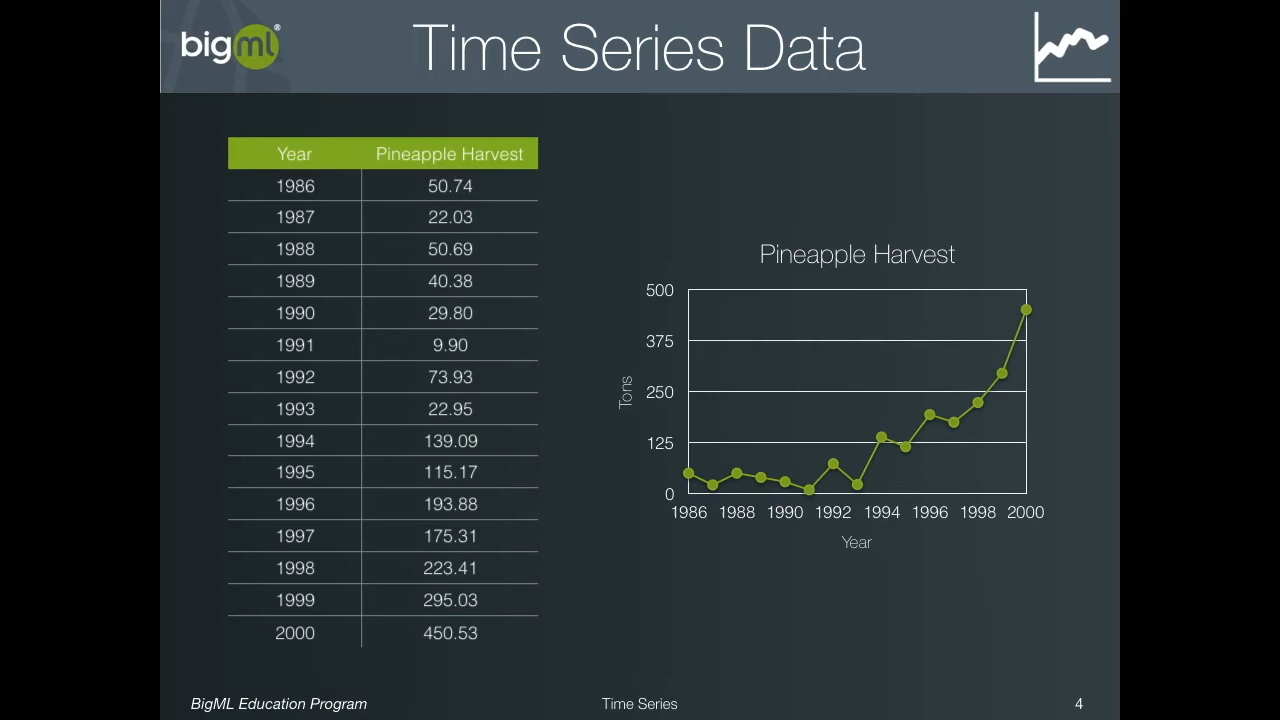 bigml®
Time Series Data
Year Pineapple Harvest
1986 50.74
1987 22.03
1988 50.69
1989 40.38
1990 29.80
1991 9.90
1992 73.93
1993 22.95
1994 139.09
1995 115.17
1996 193.88
1997 175.31
1998 223.41
1999 295.03
2000 450.53
Pineapple Harvest
500
375
250
125
0
Tons
1986 1988 1990 1992 1994 1996 1998 2000
Year
BigML Education Program
Time Series
4